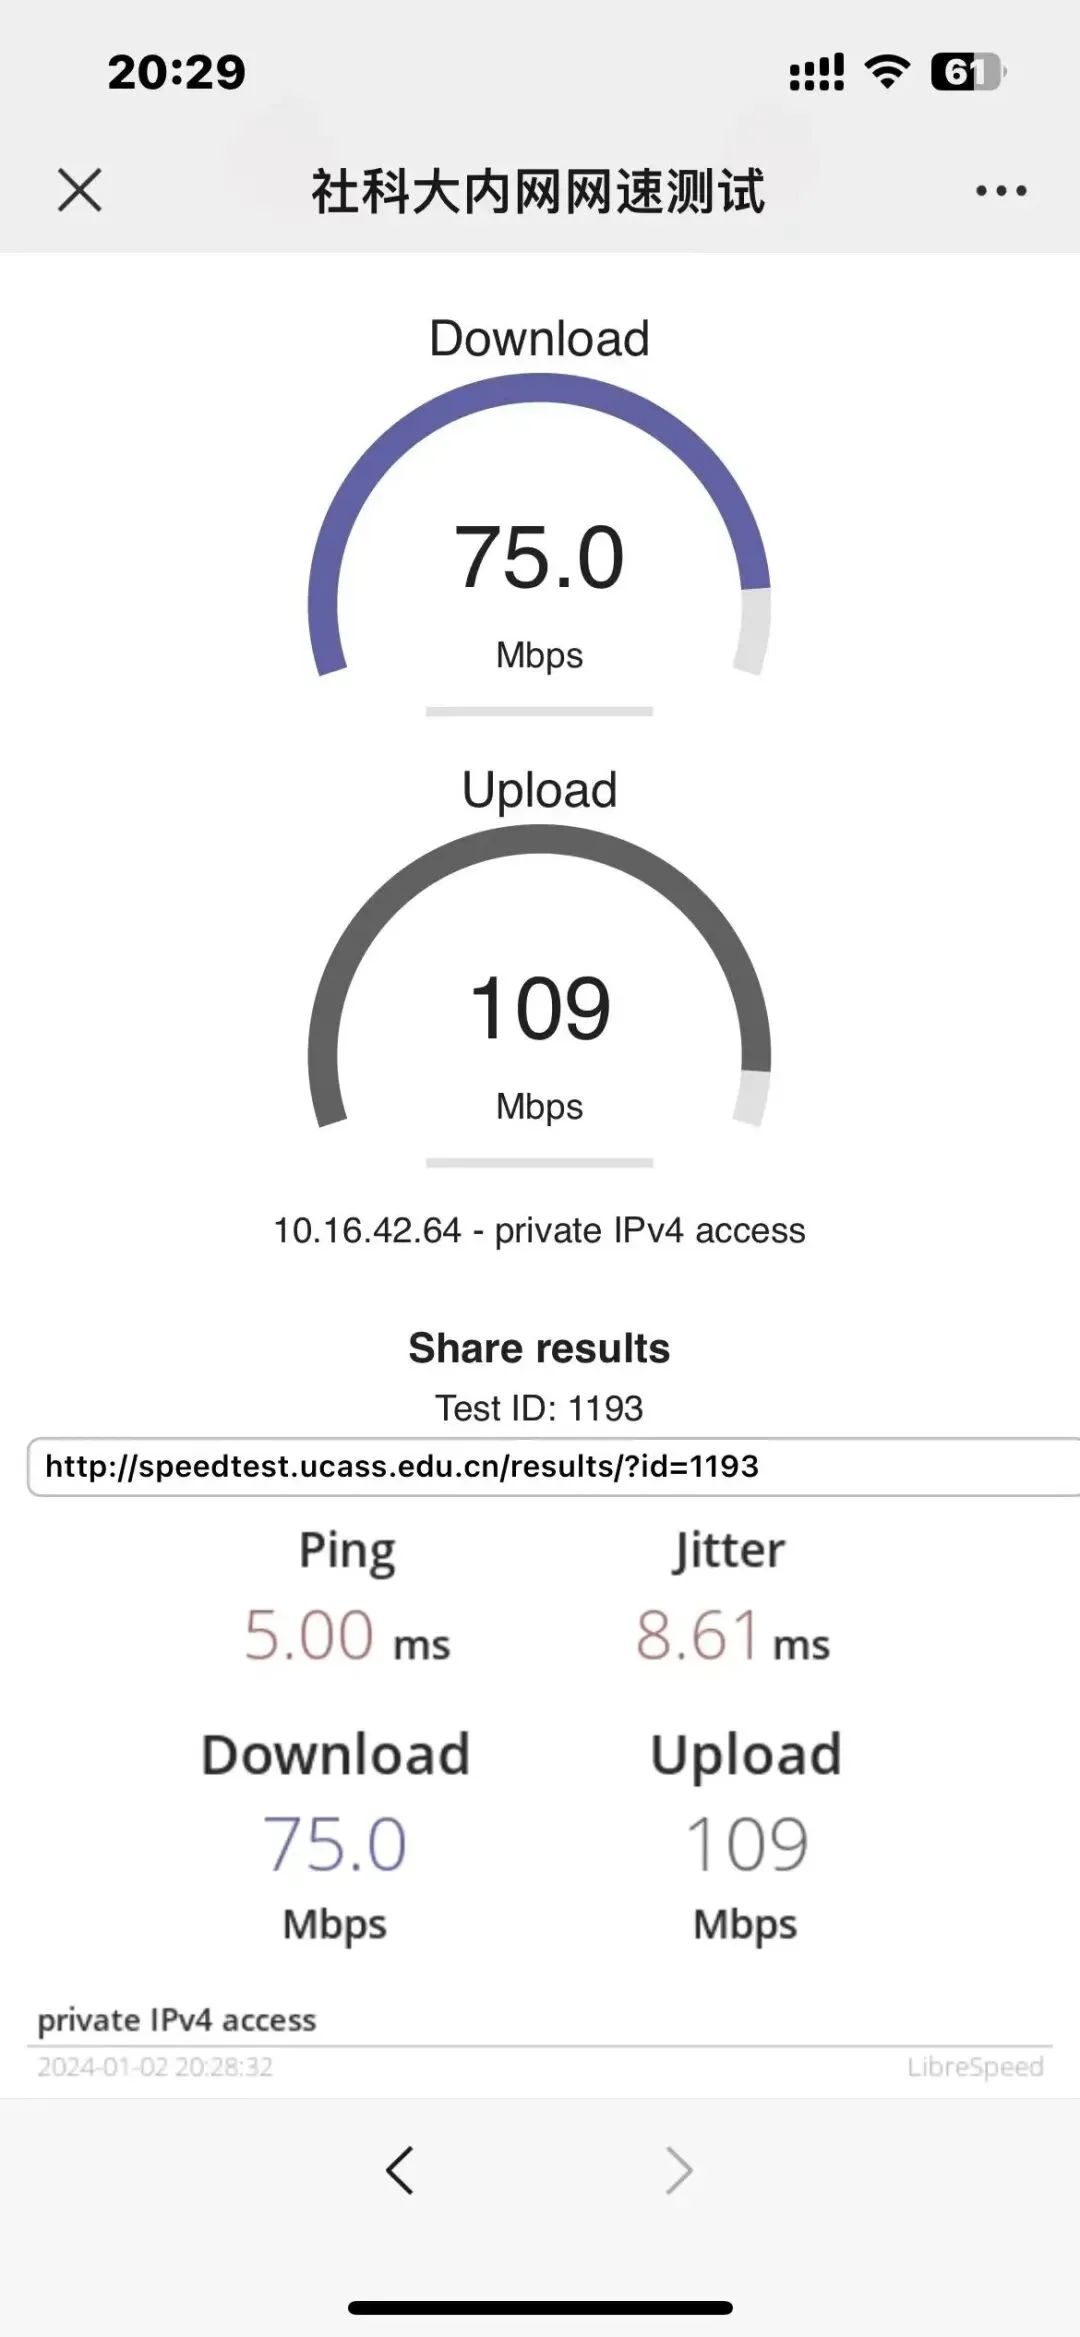 20:29
61
社科大内网网速测试
Download
75.0
Mbps
Upload
109
Mbps
10.16.42.64 - private IPv4 access
Share results
Test ID: 1193
http://speedtest.ucass.edu.cn/results/?id=1193
Ping Jitter
5.00 ms 8.61 ms
Download Upload
75.0 109
Mbps Mbps
private IPv4 access
2024-01-02 20:28:32 LibreSpeed